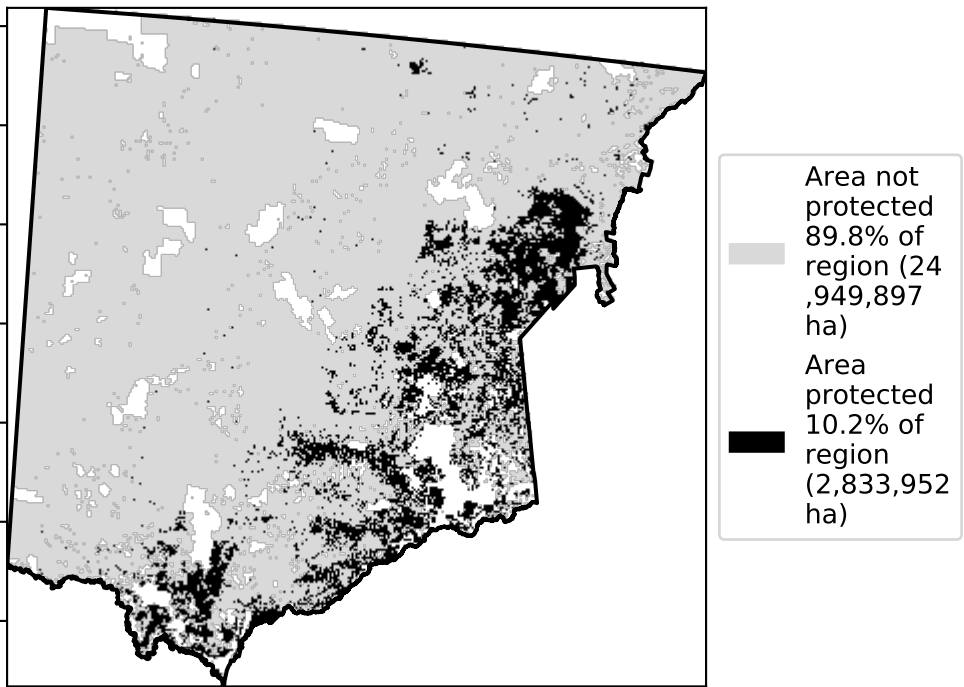 Area not
protected
89.8% of
region (24
,949,897
ha)
Area
protected
10.2% of
region
(2,833,952
ha)